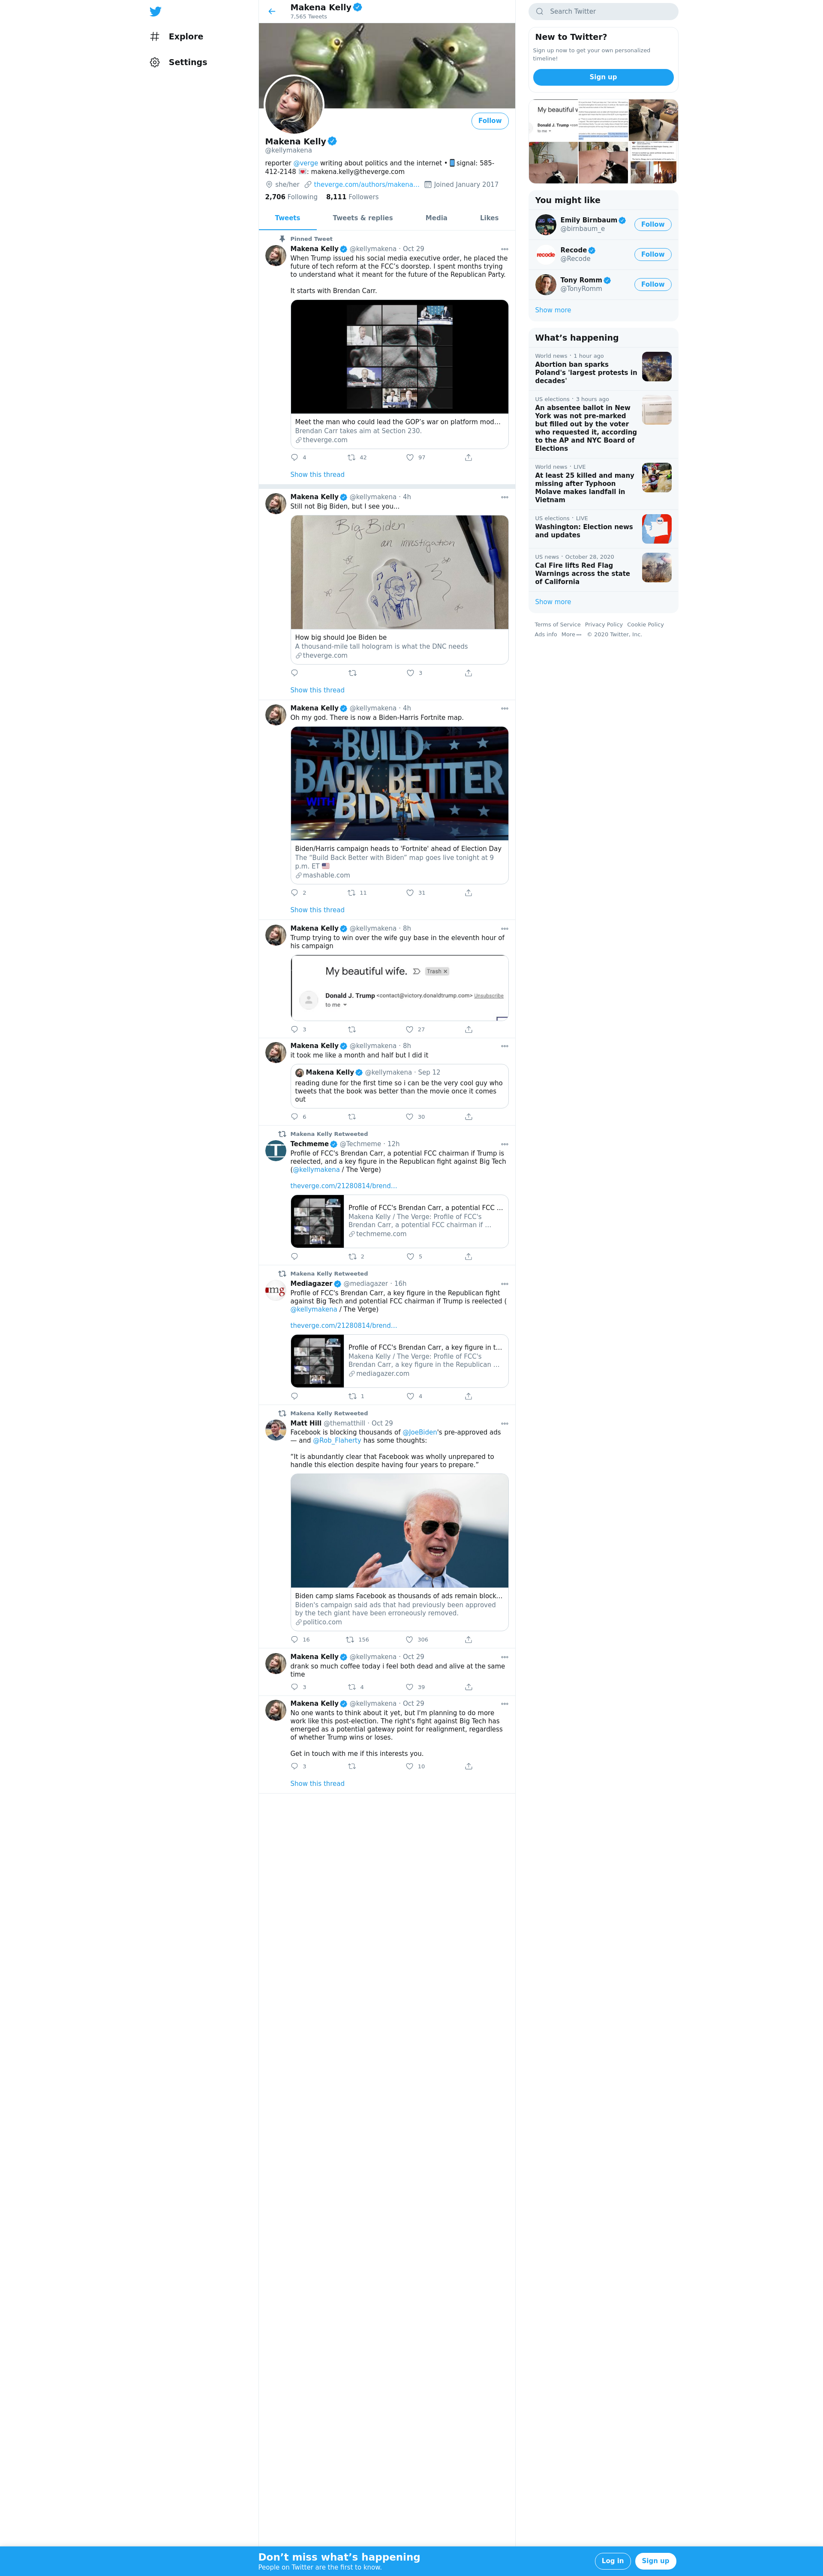 Explore
Settings
Makena Kelly
7,565 Tweets
Follow
Makena Kelly
@kellymakena
reporter @verge writing about politics and the internet • 📱signal: 585-
412-2148 💌: makena.kelly@theverge.com
she/her theverge.com/authors/makena... Joined January 2017
2,706 Following 8,111 Followers
Tweets Tweets & replies Media Likes
Pinned Tweet
Makena Kelly @kellymakena · Oct 29
When Trump issued his social media executive order, he placed the
future of tech reform at the FCC's doorstep. I spent months trying
to understand what it meant for the future of the Republican Party.
It starts with Brendan Carr.
Meet the man who could lead the GOP's war on platform mod...
Brendan Carr takes aim at Section 230.
theverge.com
4 42 97
Show this thread
Makena Kelly @kellymakena · 4h
Still not Big Biden, but I see you...
Big Biden
an investigation
How big should Joe Biden be
A thousand-mile tall hologram is what the DNC needs
theverge.com
3
Show this thread
Makena Kelly @kellymakena · 4h
Oh my god. There is now a Biden-Harris Fortnite map.
BUILD
BACK BETTER
WITH BIDEN
Biden/Harris campaign heads to 'Fortnite' ahead of Election Day
The "Build Back Better with Biden" map goes live tonight at 9
p.m. ET 🇺🇸
mashable.com
2 11 31
Show this thread
Makena Kelly @kellymakena · 8h
Trump trying to win over the wife guy base in the eleventh hour of
his campaign
My beautiful wife. Trash ×
Donald J. Trump <contact@victory.donaldtrump.com> Unsubscribe
to me
3 27
Makena Kelly @kellymakena · 8h
it took me like a month and half but I did it
Makena Kelly @kellymakena · Sep 12
reading dune for the first time so i can be the very cool guy who
tweets that the book was better than the movie once it comes
out
6 30
Makena Kelly Retweeted
Techmeme @Techmeme · 12h
Profile of FCC's Brendan Carr, a potential FCC chairman if Trump is
reelected, and a key figure in the Republican fight against Big Tech
(@kellymakena / The Verge)
theverge.com/21280814/brend...
Profile of FCC's Brendan Carr, a potential FCC ...
Makena Kelly / The Verge: Profile of FCC's
Brendan Carr, a potential FCC chairman if ...
techmeme.com
2 5
Makena Kelly Retweeted
mg
Mediagazer @mediagazer · 16h
Profile of FCC's Brendan Carr, a key figure in the Republican fight
against Big Tech and potential FCC chairman if Trump is reelected (
@kellymakena / The Verge)
theverge.com/21280814/brend...
Profile of FCC's Brendan Carr, a key figure in t...
Makena Kelly / The Verge: Profile of FCC's
Brendan Carr, a key figure in the Republican ...
mediagazer.com
1 4
Makena Kelly Retweeted
Matt Hill @thematthill · Oct 29
Facebook is blocking thousands of @JoeBiden's pre-approved ads
— and @Rob_Flaherty has some thoughts:
"It is abundantly clear that Facebook was wholly unprepared to
handle this election despite having four years to prepare."
Biden camp slams Facebook as thousands of ads remain block...
Biden's campaign said ads that had previously been approved
by the tech giant have been erroneously removed.
politico.com
16 156 306
Makena Kelly @kellymakena · Oct 29
drank so much coffee today i feel both dead and alive at the same
time
3 4 39
Makena Kelly @kellymakena · Oct 29
No one wants to think about it yet, but I'm planning to do more
work like this post-election. The right's fight against Big Tech has
emerged as a potential gateway point for realignment, regardless
of whether Trump wins or loses.
Get in touch with me if this interests you.
3 10
Show this thread
Search Twitter
New to Twitter?
Sign up now to get your own personalized
timeline!
Sign up
My beautiful w
Donald J. Trump
to me
You might like
Emily Birnbaum
@birnbaum_e
Follow
recode
Recode
@Recode
Follow
Tony Romm
@TonyRomm
Follow
Show more
What's happening
World news · 1 hour ago
Abortion ban sparks
Poland's 'largest protests in
decades'
US elections · 3 hours ago
An absentee ballot in New
York was not pre-marked
but filled out by the voter
who requested it, according
to the AP and NYC Board of
Elections
World news · LIVE
At least 25 killed and many
missing after Typhoon
Molave makes landfall in
Vietnam
US elections · LIVE
Washington: Election news
and updates
US news · October 28, 2020
Cal Fire lifts Red Flag
Warnings across the state
of California
Show more
Terms of Service Privacy Policy Cookie Policy
Ads info More © 2020 Twitter, Inc.
Don't miss what's happening
People on Twitter are the first to know.
Log in Sign up